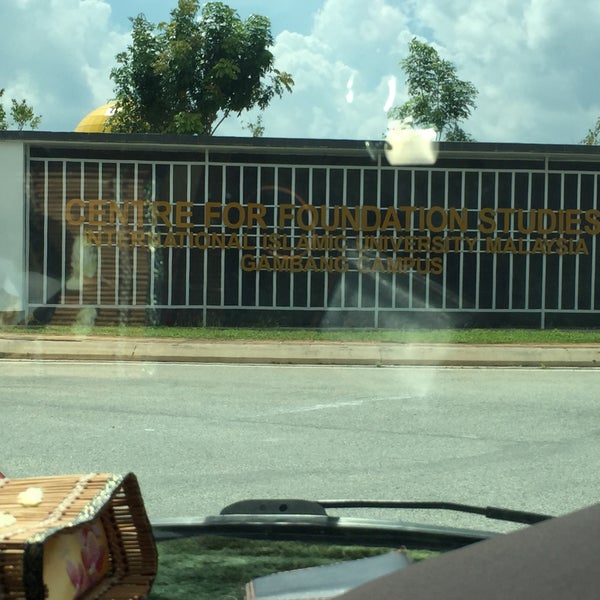 CENTRE FOR FOUNDATION STUDIES
INTERNATIONAL ISLAMIC UNIVERSITY MALAYSIA
GAMBANG CAMPUS